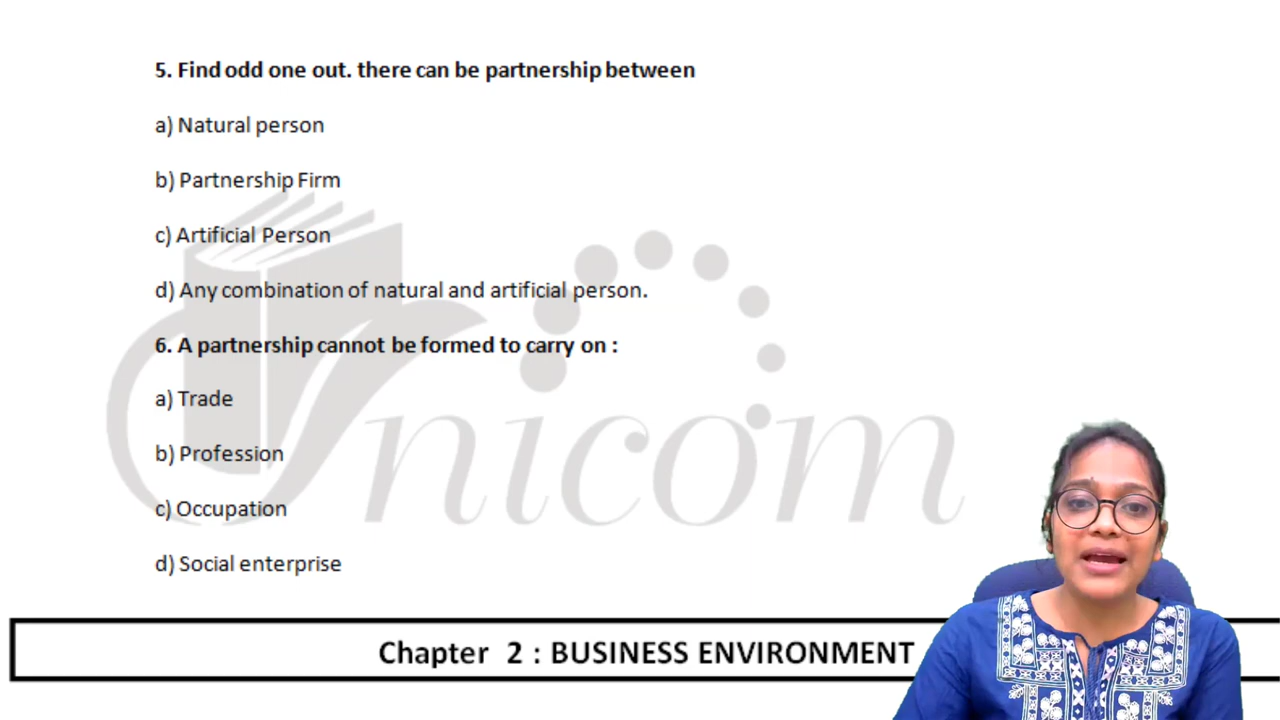 5. Find odd one out. there can be partnership between
a) Natural person
b) Partnership Firm
c) Artificial Person
d) Any combination of natural and artificial person.
6. A partnership cannot be formed to carry on :
a) Trade
b) Profession
c) Occupation
d) Social enterprise
Unicom
Chapter 2 : BUSINESS ENVIRONMENT